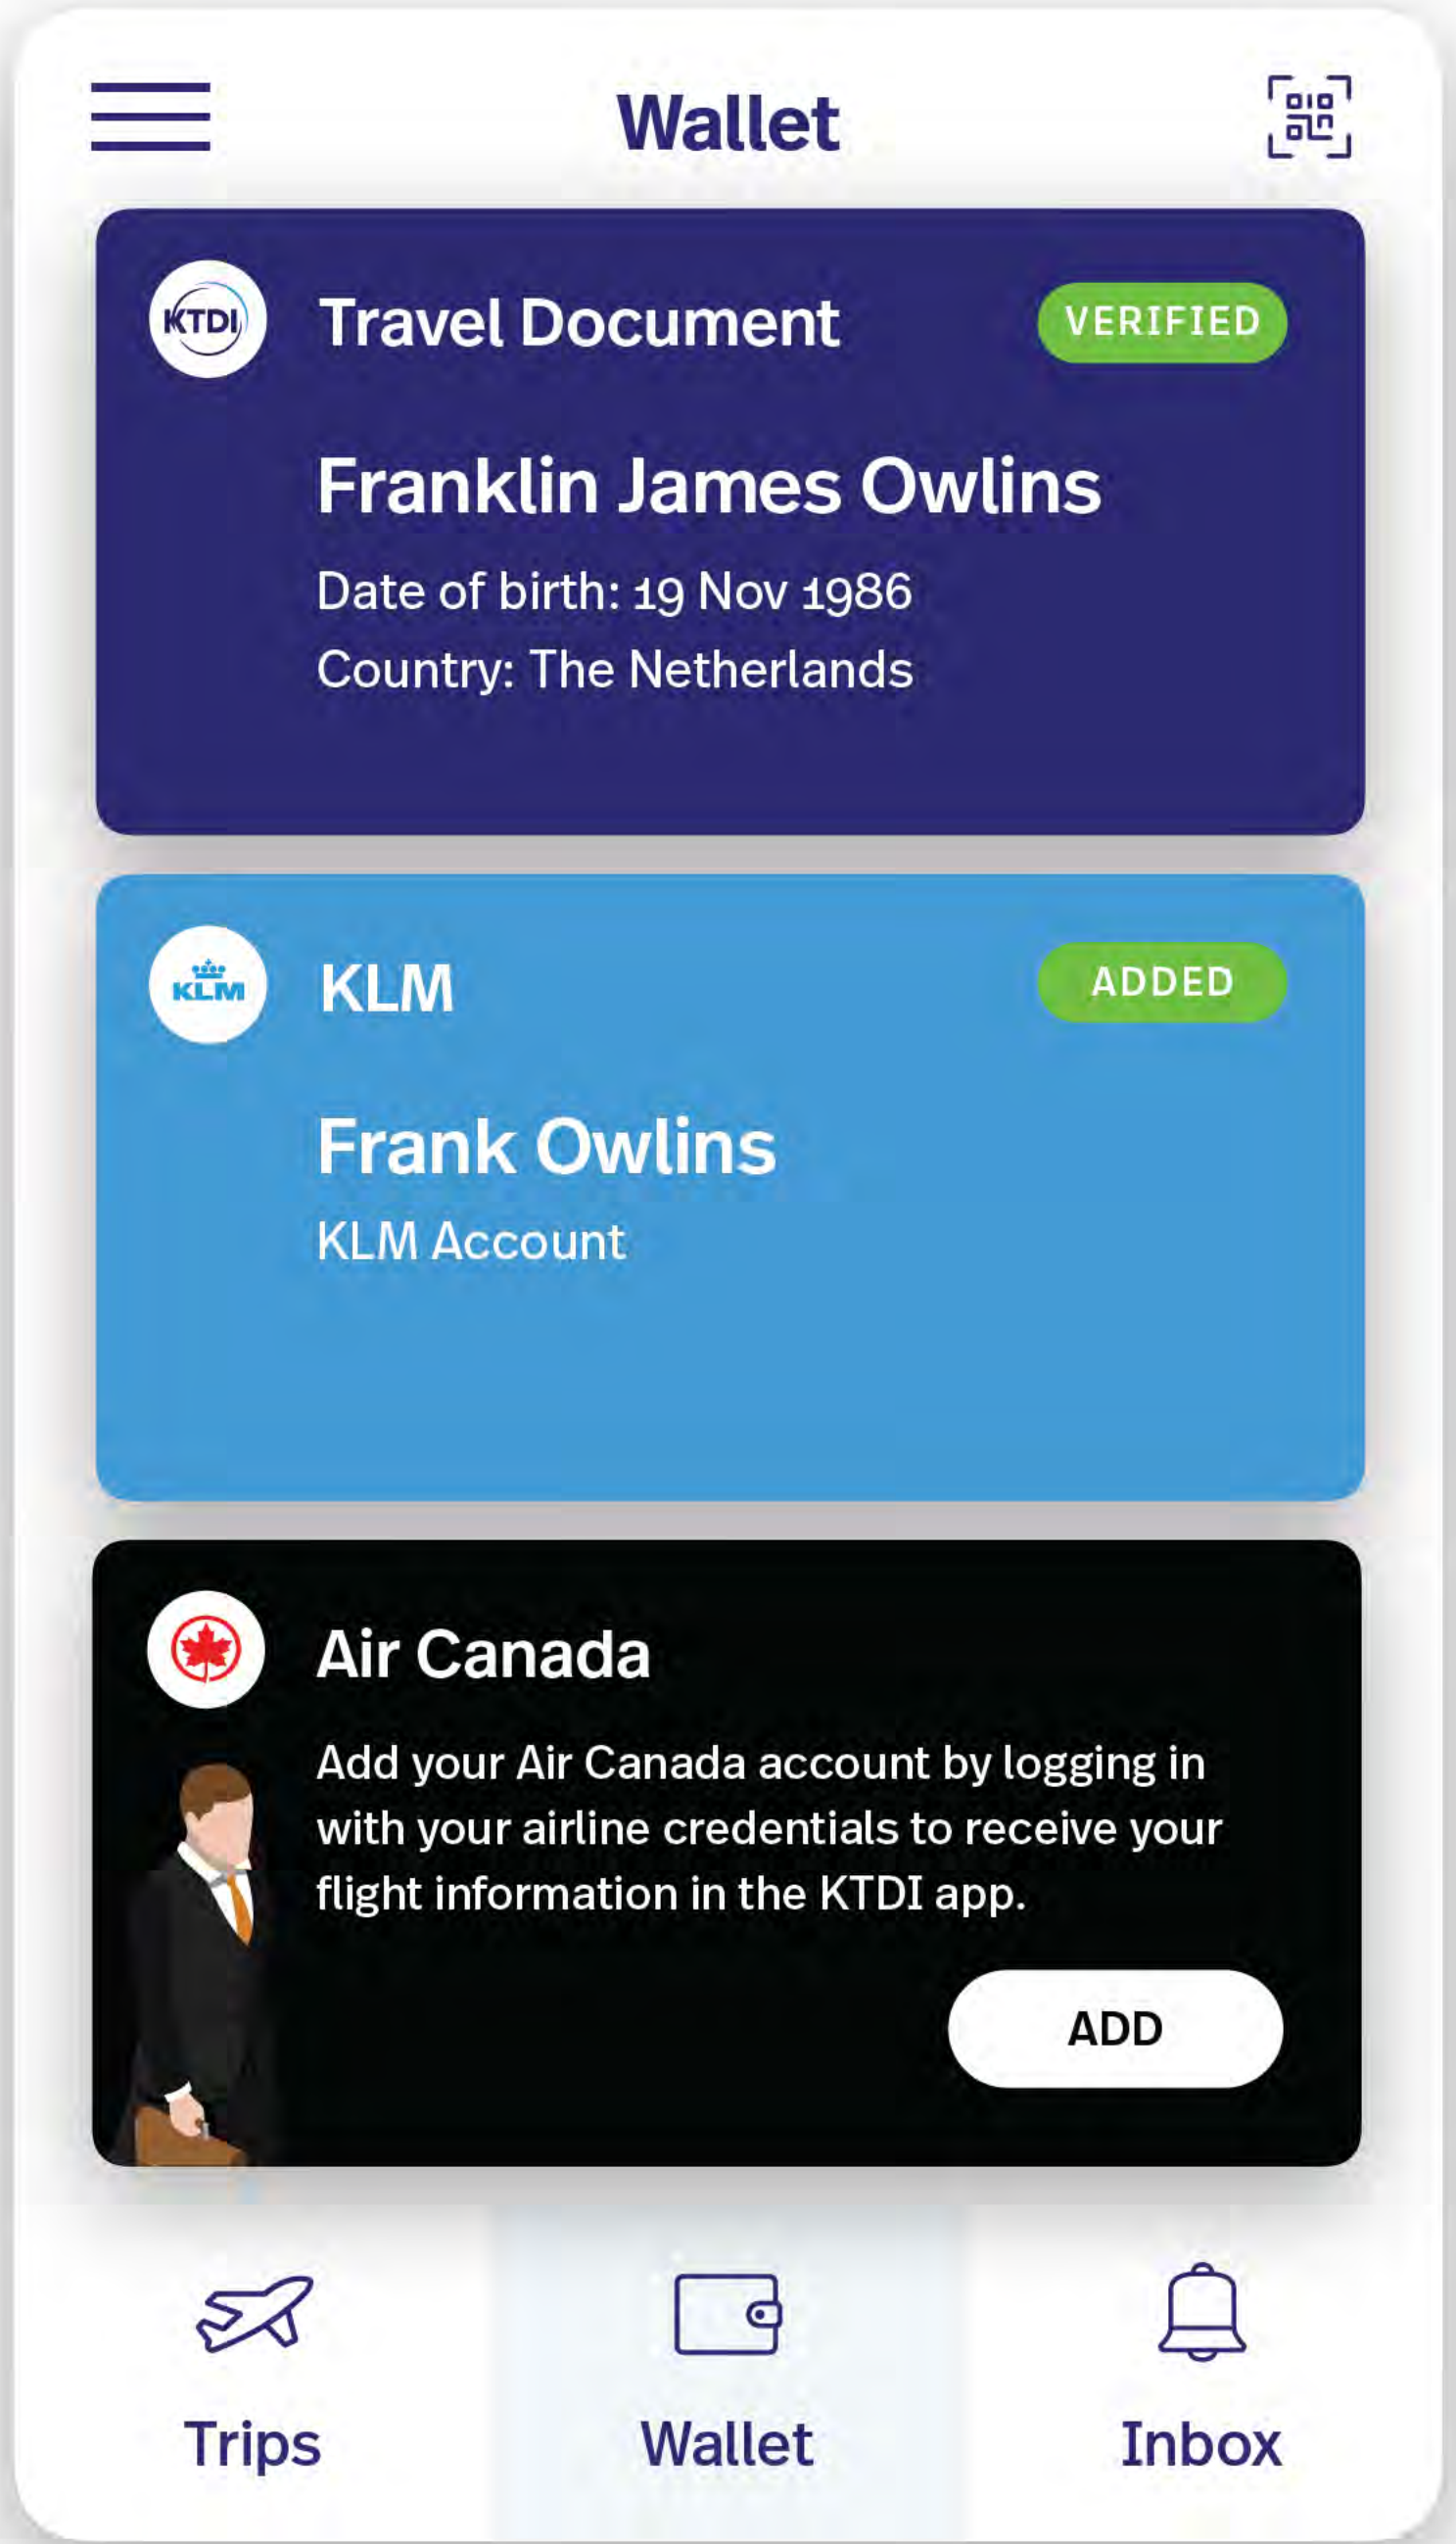 Wallet
KTDI
Travel Document
VERIFIED
Franklin James Owlins
Date of birth: 19 Nov 1986
Country: The Netherlands
KLM
KLM
ADDED
Frank Owlins
KLM Account
Air Canada
Add your Air Canada account by logging in
with your airline credentials to receive your
flight information in the KTDI app.
ADD
Trips
Wallet
Inbox